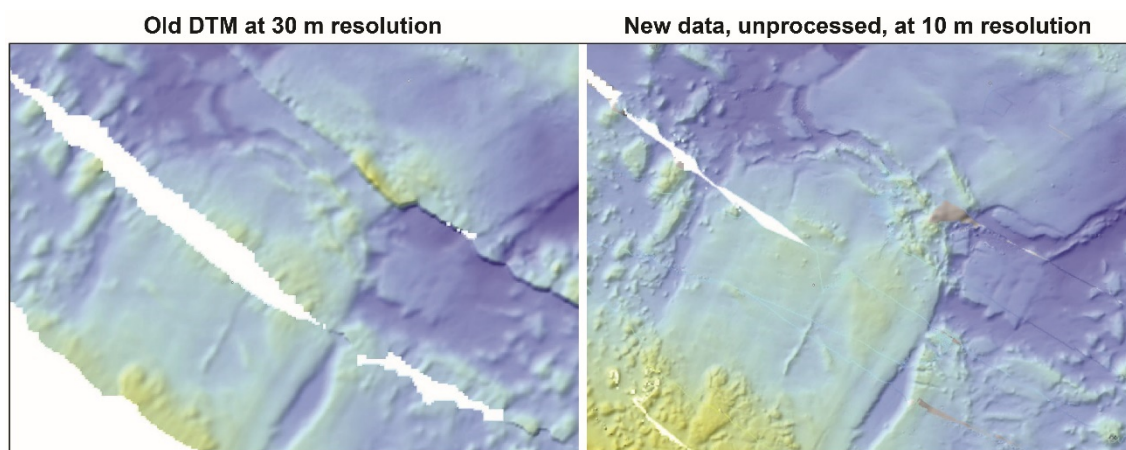 Old DTM at 30 m resolution
New data, unprocessed, at 10 m resolution